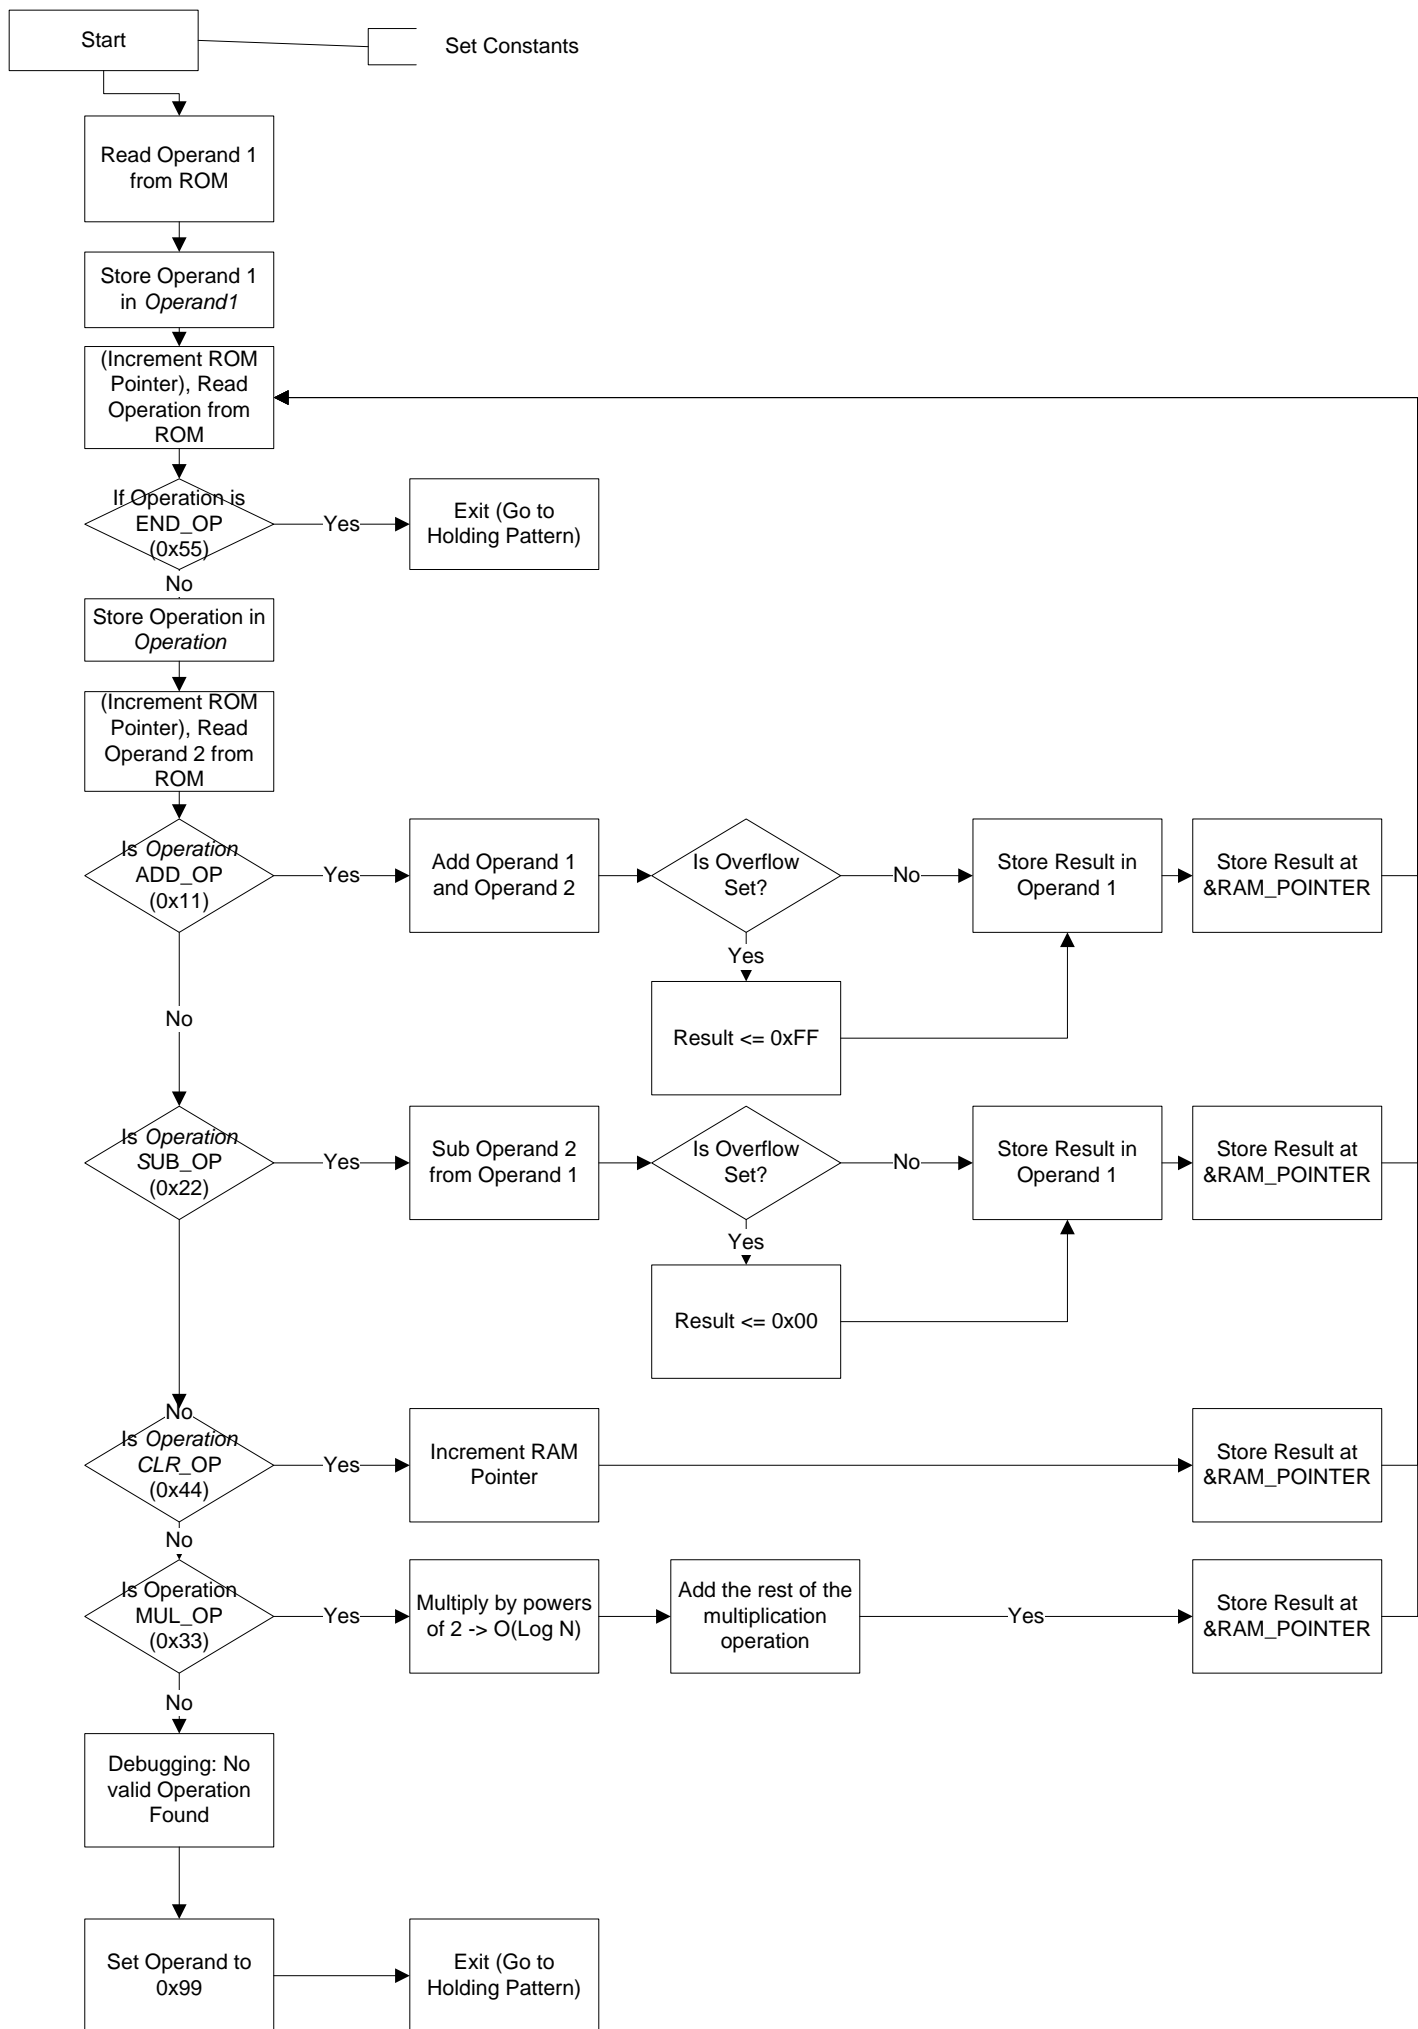 Start
Set Constants
Read Operand 1
from ROM
Store Operand 1
in Operand1
(Increment ROM
Pointer), Read
Operation from
ROM
If Operation is
END_OP
(0x55)
Yes
Exit (Go to
Holding Pattern)
No
Store Operation in
Operation
(Increment ROM
Pointer), Read
Operand 2 from
ROM
Is Operation
ADD_OP
(0x11)
Yes
Add Operand 1
and Operand 2
Is Overflow
Set?
No
Store Result in
Operand 1
Store Result at
&RAM_POINTER
Yes
Result <= 0xFF
No
Is Operation
SUB_OP
(0x22)
Yes
Sub Operand 2
from Operand 1
Is Overflow
Set?
No
Store Result in
Operand 1
Store Result at
&RAM_POINTER
Yes
Result <= 0x00
No
Is Operation
CLR_OP
(0x44)
Yes
Increment RAM
Pointer
Store Result at
&RAM_POINTER
No
Is Operation
MUL_OP
(0x33)
Yes
Multiply by powers
of 2 -> O(Log N)
Add the rest of the
multiplication
operation
Yes
Store Result at
&RAM_POINTER
No
Debugging: No
valid Operation
Found
Set Operand to
0x99
Exit (Go to
Holding Pattern)